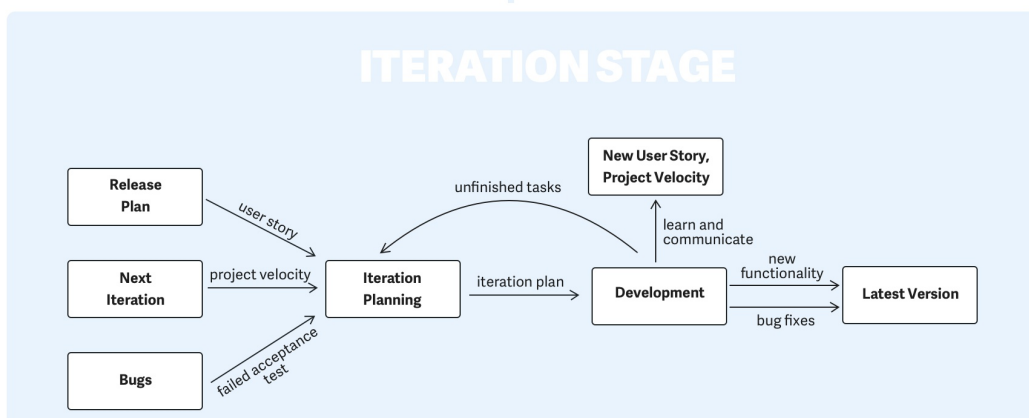 ITERATION STAGE
Release
Plan
user story
Next
Iteration
project velocity
Bugs
failed acceptance
test
Iteration
Planning
unfinished tasks
iteration plan
New User Story,
Project Velocity
learn and
communicate
Development
new
functionality
bug fixes
Latest Version